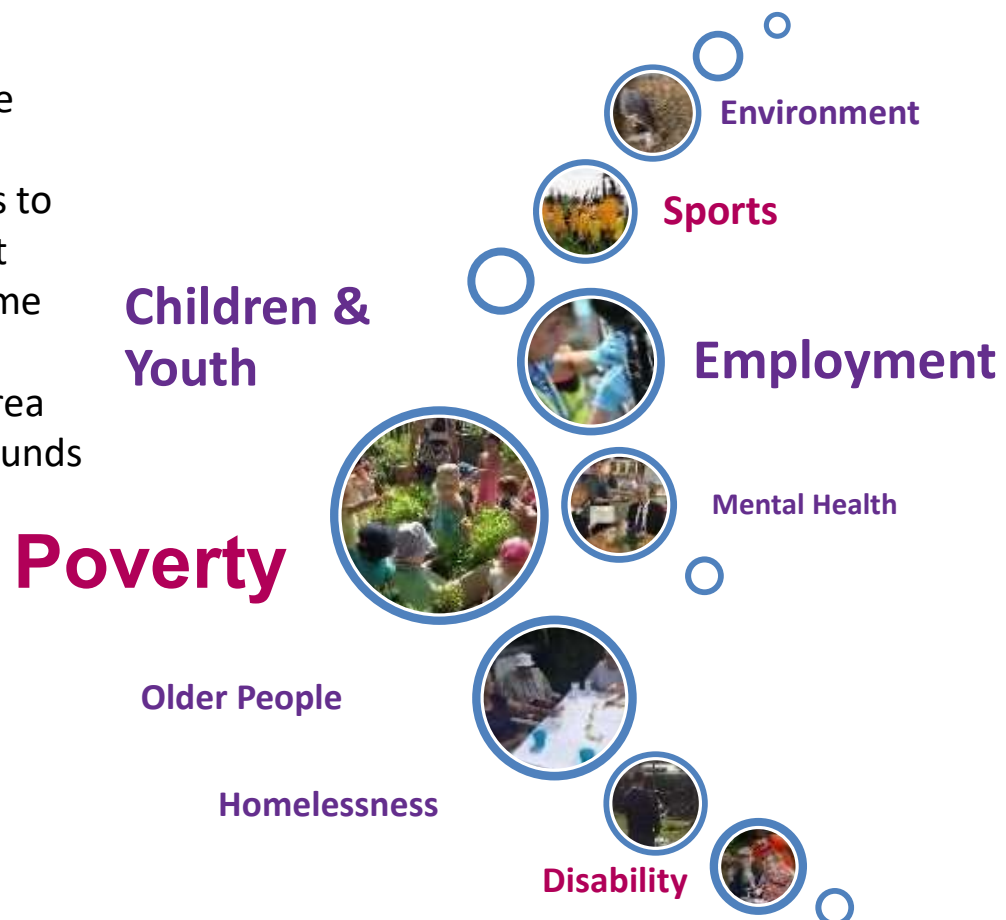 e
s to
t
me
rea
unds
Environment
Sports
Children &
Youth
Employment
Mental Health
Poverty
Older People
Homelessness
Disability